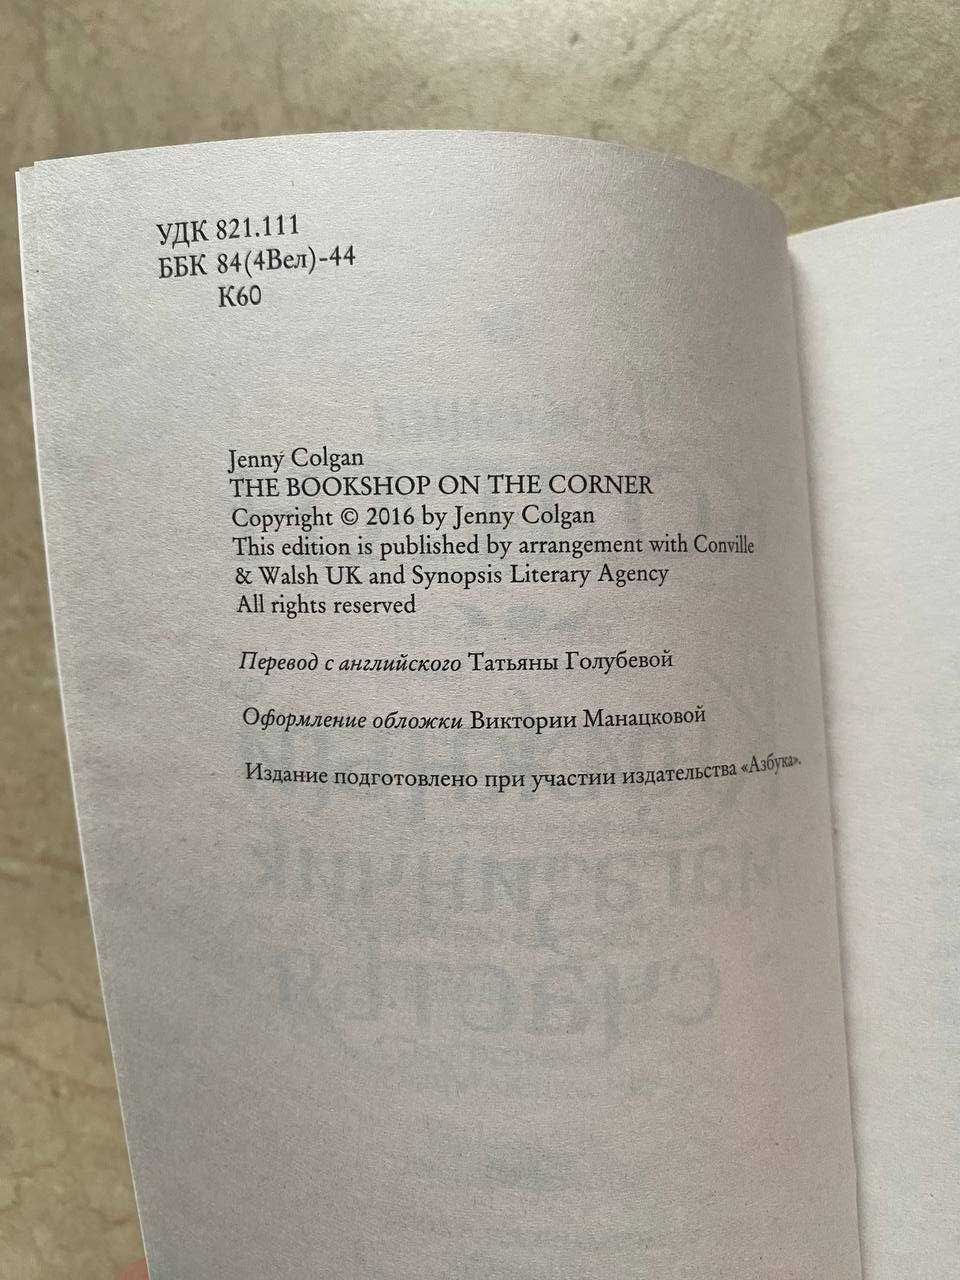 УДК 821.111
ББК 84(4Вел)-44
К60
Jenny Colgan
THE BOOKSHOP ON THE CORNER
Copyright © 2016 by Jenny Colgan
This edition is published by arrangement with Conville
& Walsh UK and Synopsis Literary Agency
All rights reserved
Перевод с английского Татьяны Голубевой
Оформление обложки Виктории Манацковой
Издание подготовлено при участии издательства «Азбука».